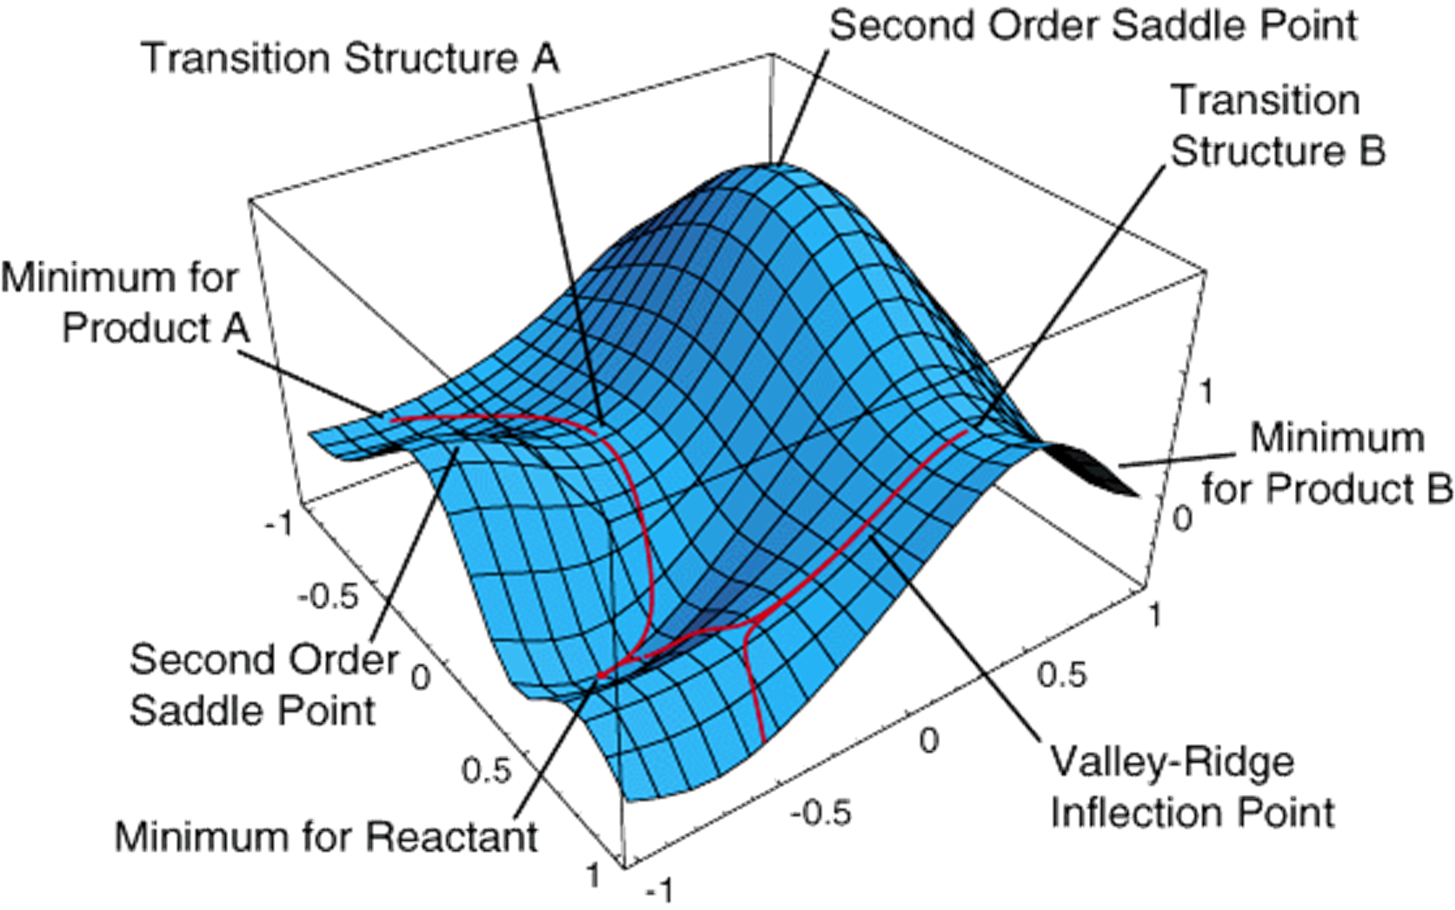 Second Order Saddle Point
Transition Structure A
Transition
Structure B
Minimum for
Product A
1
Minimum
for Product B
0
-1
1
-0.5
Second Order
Saddle Point
0
0.5
0
Valley-Ridge
Inflection Point
0.5
-0.5
Minimum for Reactant
1
-1